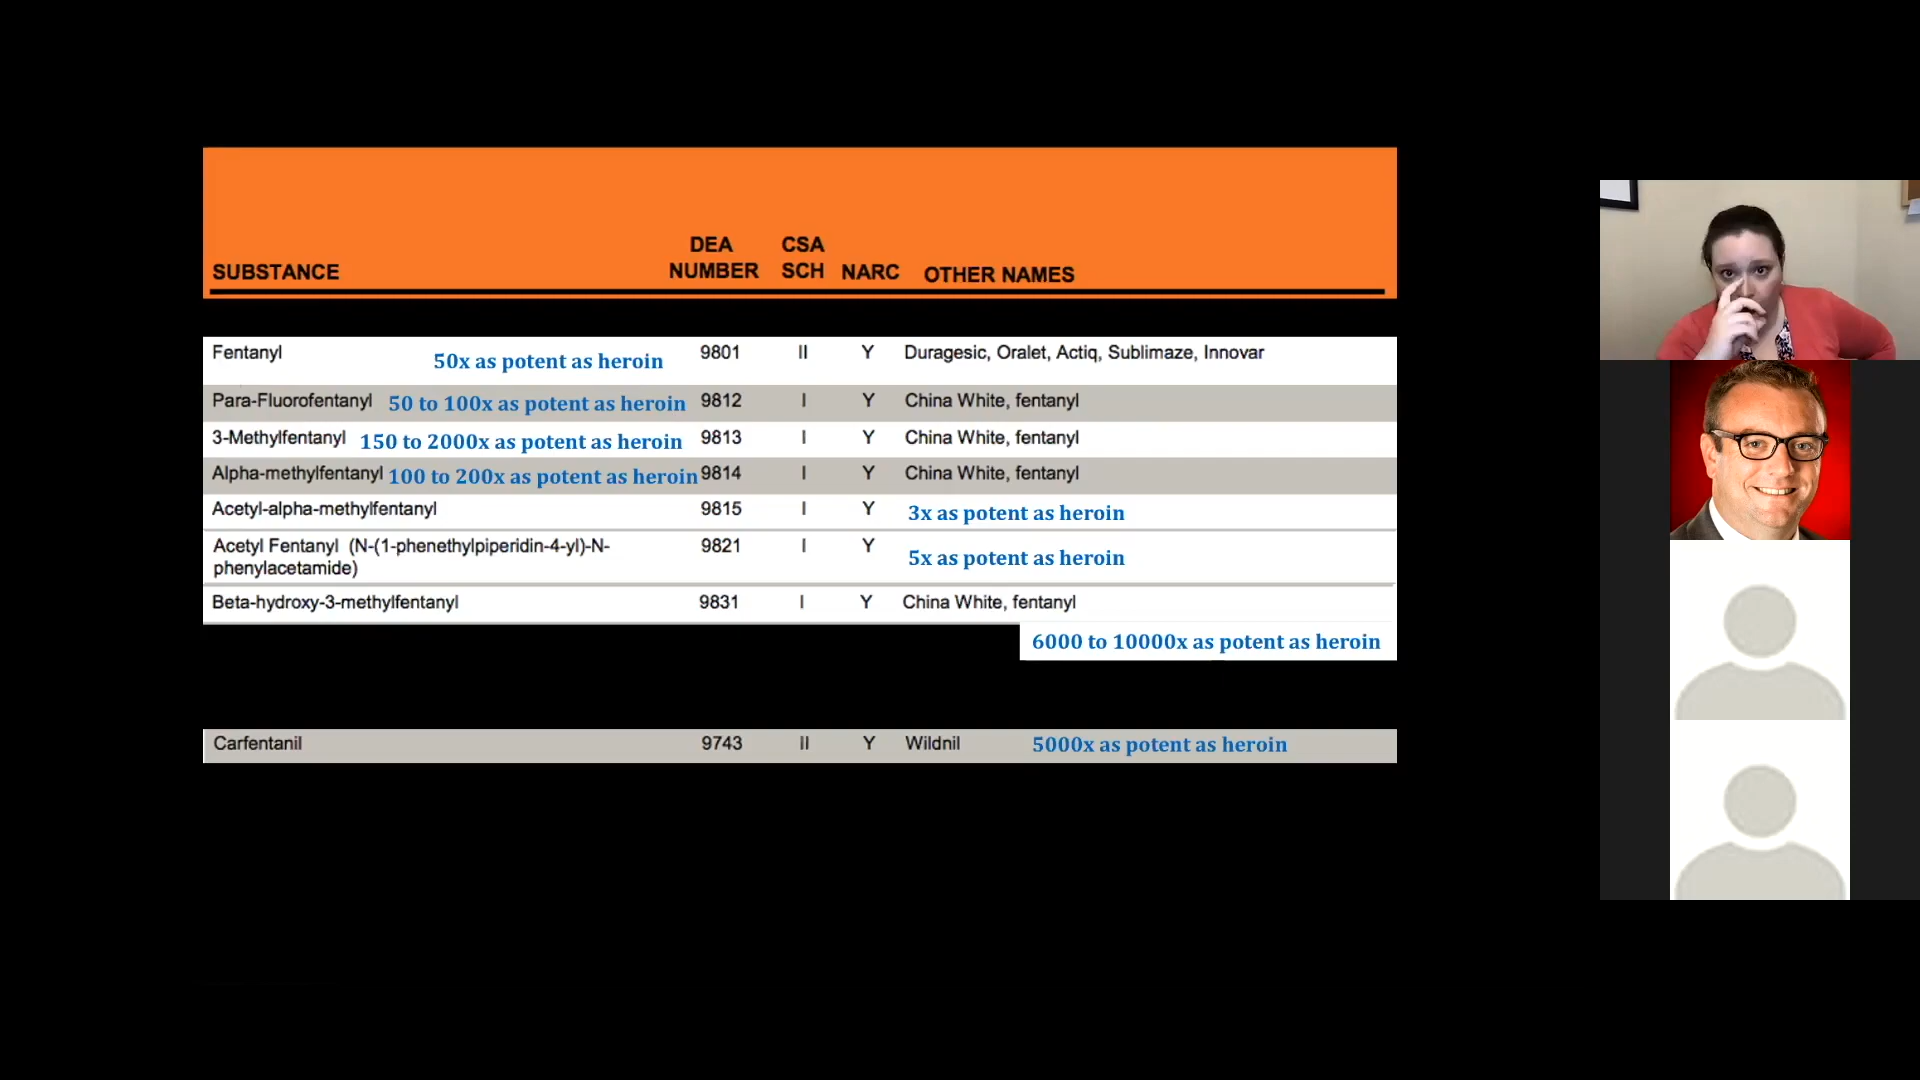 DEA CSA
SUBSTANCE NUMBER SCH NARC OTHER NAMES
Fentanyl 50x as potent as heroin 9801 II Y Duragesic, Oralet, Actiq, Sublimaze, Innovar
Para-Fluorofentanyl 50 to 100x as potent as heroin 9812 I Y China White, fentanyl
3-Methylfentanyl 150 to 2000x as potent as heroin 9813 I Y China White, fentanyl
Alpha-methylfentanyl 100 to 200x as potent as heroin 9814 I Y China White, fentanyl
Acetyl-alpha-methylfentanyl 9815 I Y 3x as potent as heroin
Acetyl Fentanyl (N-(1-phenethylpiperidin-4-yl)-N- 9821 I Y 5x as potent as heroin
phenylacetamide)
Beta-hydroxy-3-methylfentanyl 9831 I Y China White, fentanyl
6000 to 10000x as potent as heroin
Carfentanil 9743 II Y Wildnil 5000x as potent as heroin